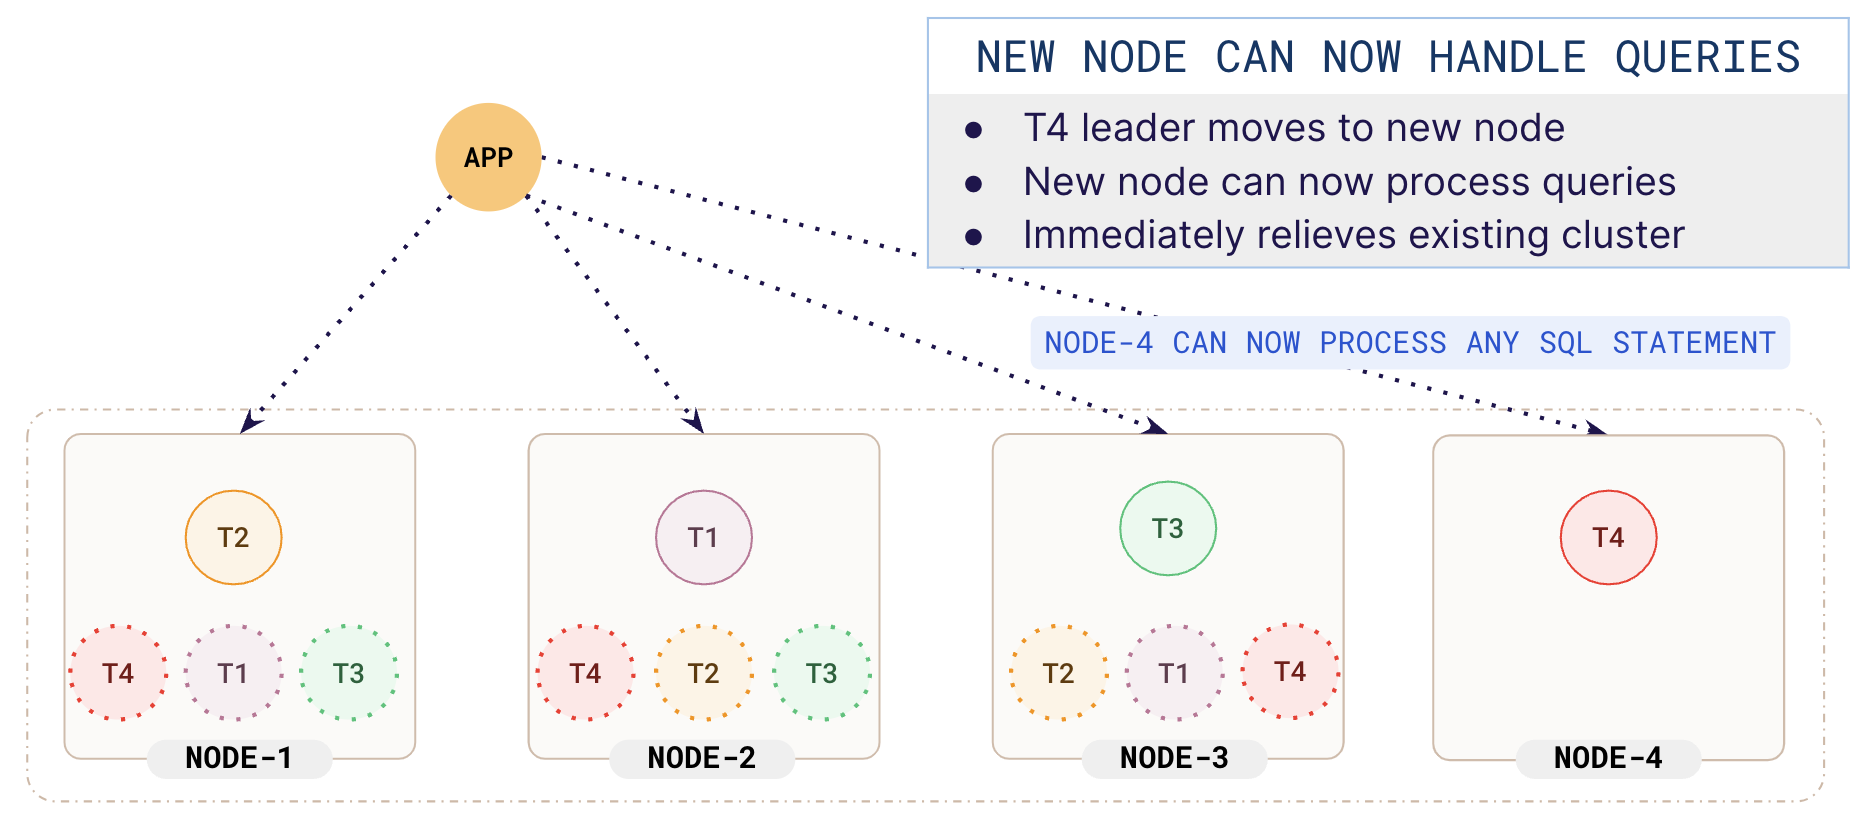 NEW NODE CAN NOW HANDLE QUERIES
● T4 leader moves to new node
● New node can now process queries
● Immediately relieves existing cluster
APP
NODE-4 CAN NOW PROCESS ANY SQL STATEMENT
T2
T4 T1 T3
NODE-1
T1
T4 T2 T3
NODE-2
T3
T2 T1 T4
NODE-3
T4
NODE-4